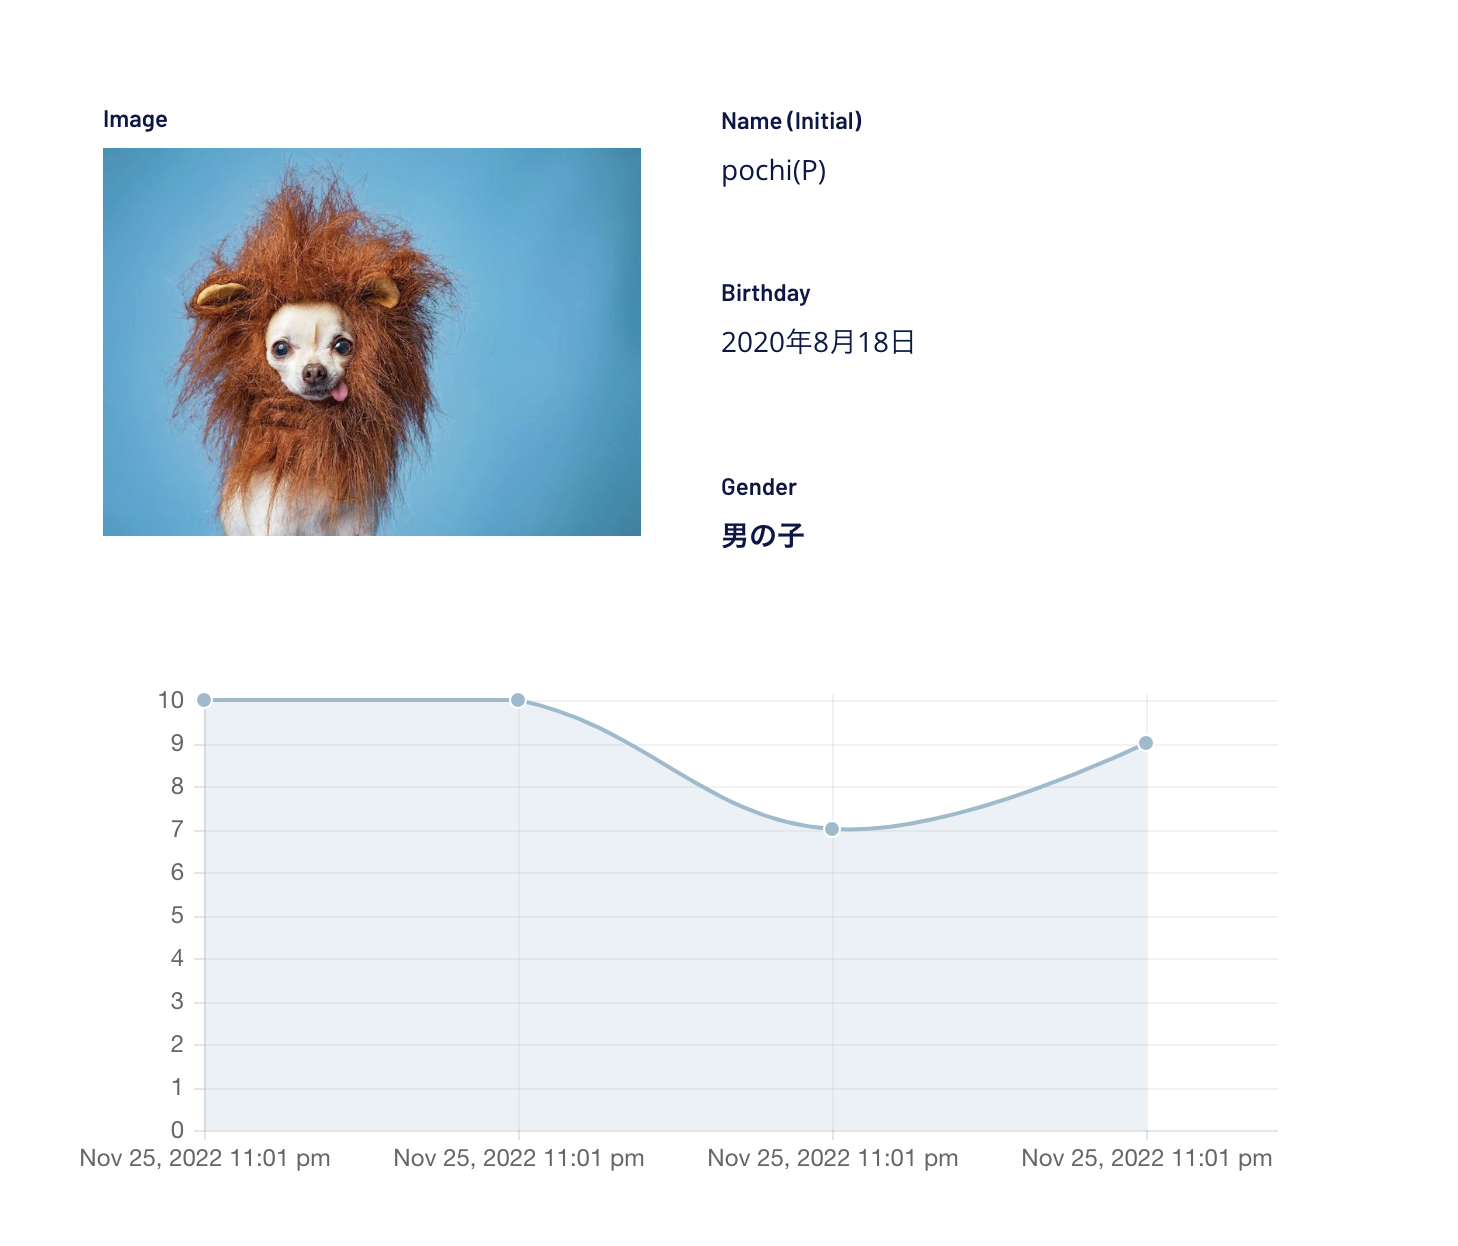 Image
Name (Initial)
pochi(P)
Birthday
2020年8月18日
Gender
男の子
10
9
8
7
6
5
4
3
2
1
0
Nov 25, 2022 11:01 pm
Nov 25, 2022 11:01 pm
Nov 25, 2022 11:01 pm
Nov 25, 2022 11:01 pm